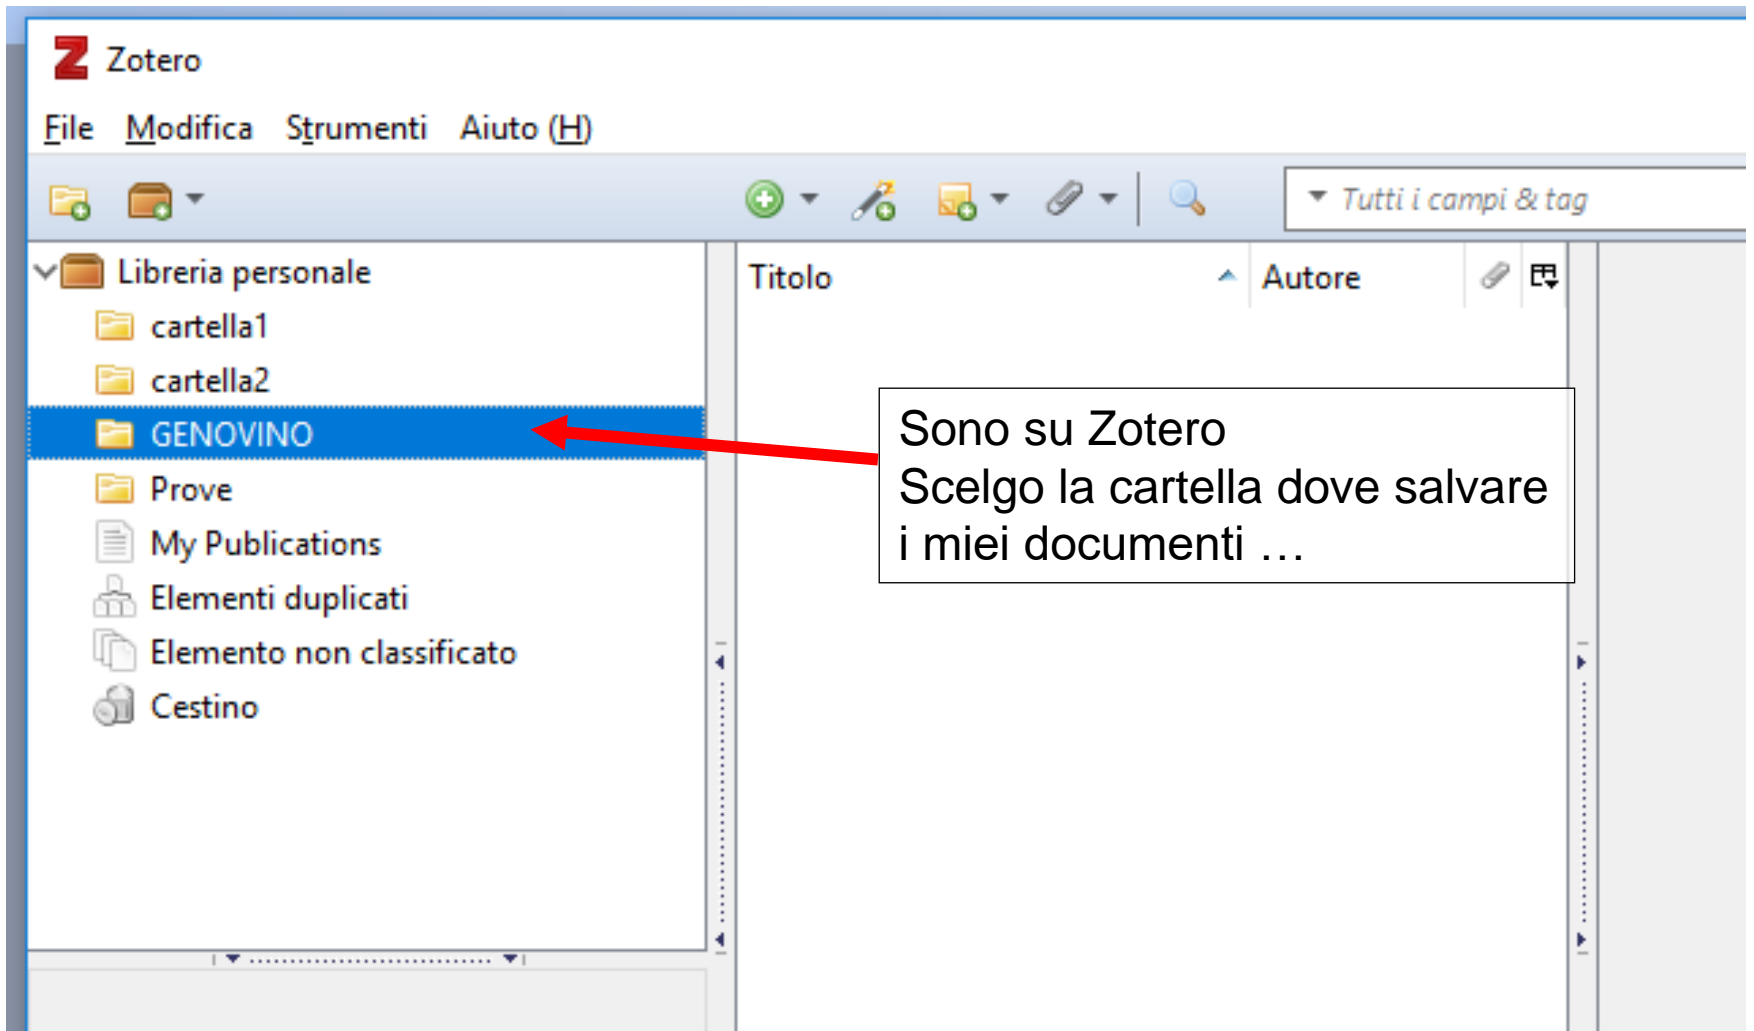 Zotero
File Modifica Strumenti Aiuto (H)
Tutti i campi & tag
Libreria personale
cartella1
cartella2
GENOVINO
Prove
My Publications
Elementi duplicati
Elemento non classificato
Cestino
Titolo Autore
Sono su Zotero
Scelgo la cartella dove salvare
i miei documenti …